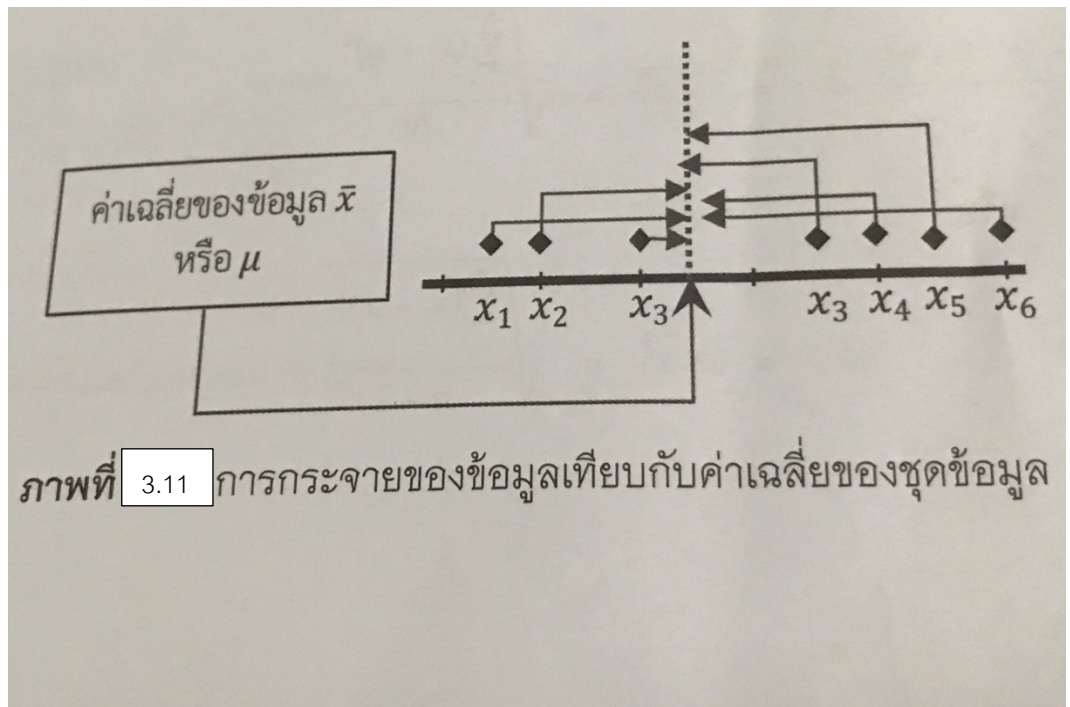 ค่าเฉลี่ยของข้อมูล x̄
หรือ μ
x₁ x₂ x₃ x₃ x₄ x₅ x₆
ภาพที่ 3.11 การกระจายของข้อมูลเทียบกับค่าเฉลี่ยของชุดข้อมูล